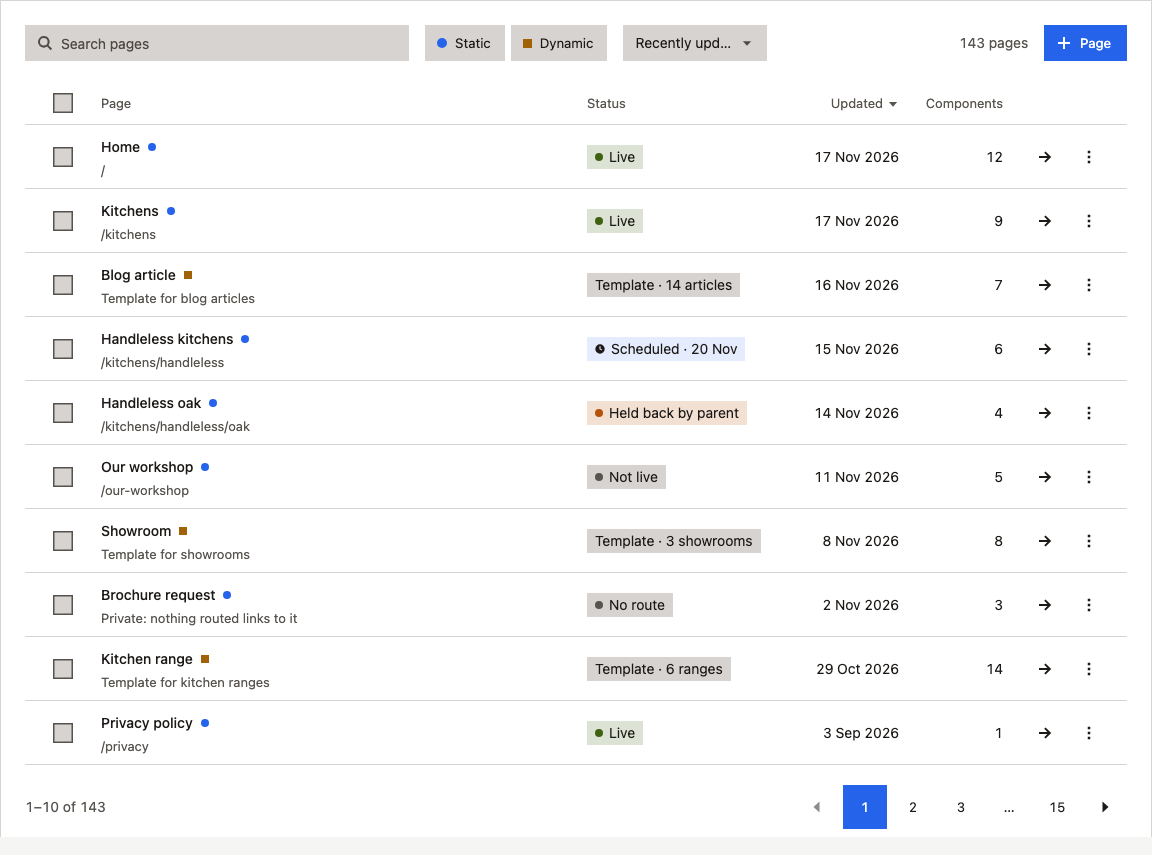 Search pages
Static
Dynamic
Recently upd...
143 pages
Page
Page Status Updated Components
Home
/
Live 17 Nov 2026 12
Kitchens
/kitchens
Live 17 Nov 2026 9
Blog article
Template for blog articles
Template · 14 articles 16 Nov 2026 7
Handleless kitchens
/kitchens/handleless
Scheduled · 20 Nov 15 Nov 2026 6
Handleless oak
/kitchens/handleless/oak
Held back by parent 14 Nov 2026 4
Our workshop
/our-workshop
Not live 11 Nov 2026 5
Showroom
Template for showrooms
Template · 3 showrooms 8 Nov 2026 8
Brochure request
Private: nothing routed links to it
No route 2 Nov 2026 3
Kitchen range
Template for kitchen ranges
Template · 6 ranges 29 Oct 2026 14
Privacy policy
/privacy
Live 3 Sep 2026 1
1–10 of 143
1 2 3 ... 15